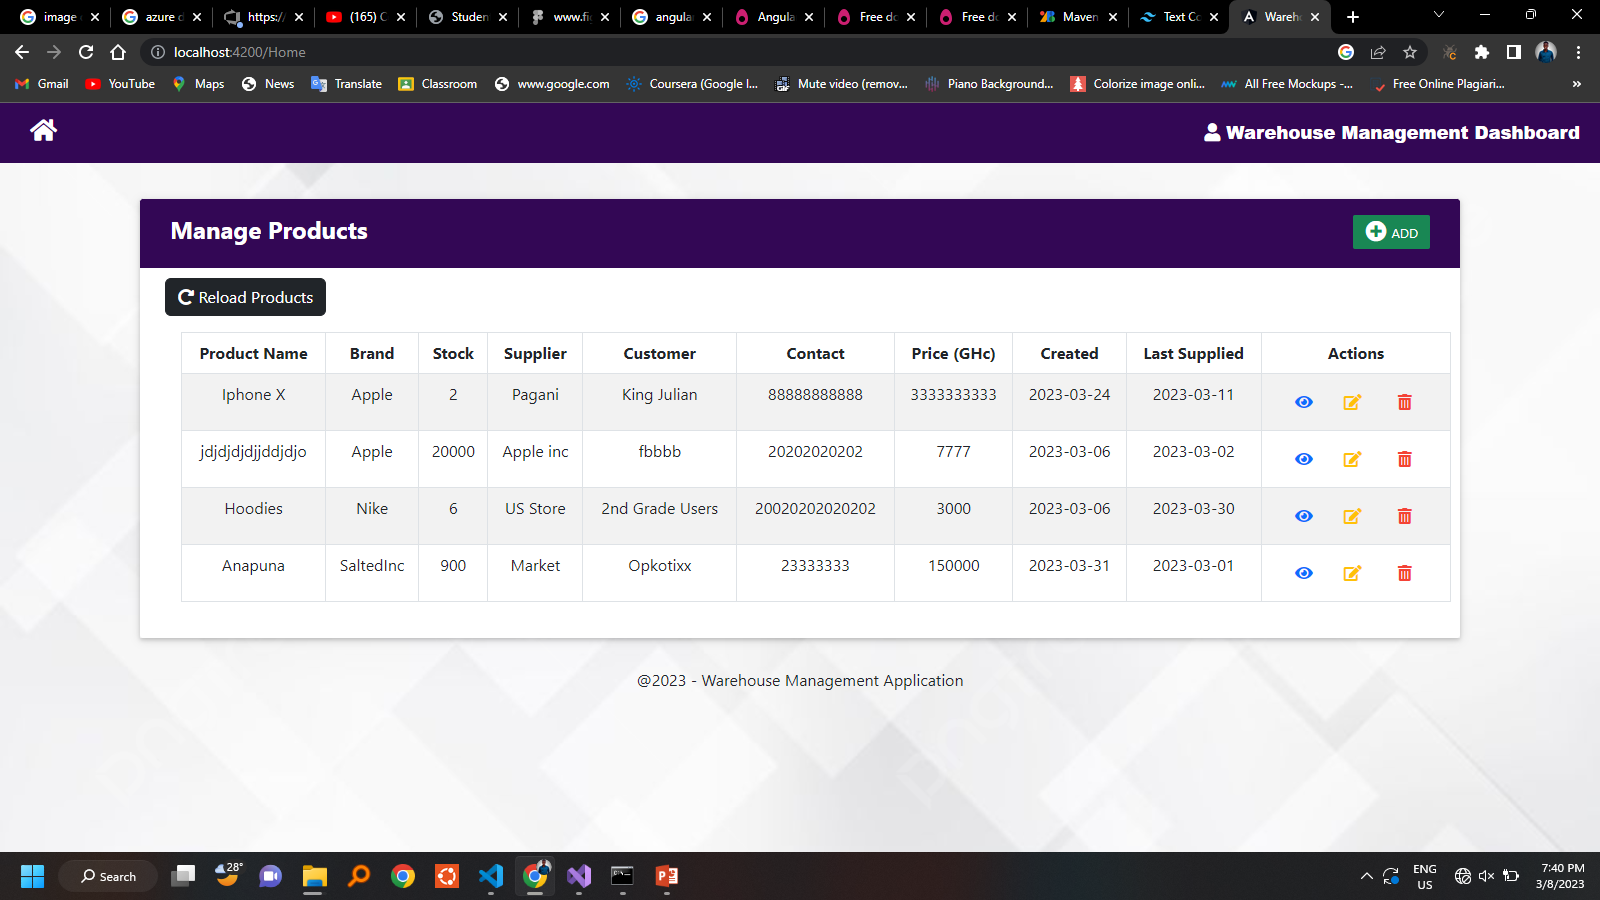 image
azure d
https:/
(165) C
Studen
www.fi
angula
Angula
Free do
Free do
Maven
Text Co
Wareho
localhost:4200/Home
Gmail
YouTube
Maps
News
Translate
Classroom
www.google.com
Coursera (Google I...
Mute video (remov...
Piano Background...
Colorize image onli...
All Free Mockups -...
Free Online Plagiari...
»
Warehouse Management Dashboard
Manage Products
ADD
Reload Products
Product Name Brand Stock Supplier Customer Contact Price (GHc) Created Last Supplied Actions
Iphone X Apple 2 Pagani King Julian 88888888888 3333333333 2023-03-24 2023-03-11
jdjdjdjdjjddjdjo Apple 20000 Apple inc fbbbb 20202020202 7777 2023-03-06 2023-03-02
Hoodies Nike 6 US Store 2nd Grade Users 20020202020202 3000 2023-03-06 2023-03-30
Anapuna SaltedInc 900 Market Opkotixx 23333333 150000 2023-03-31 2023-03-01
@2023 - Warehouse Management Application
28°
Search
ENG
US
7:40 PM
3/8/2023